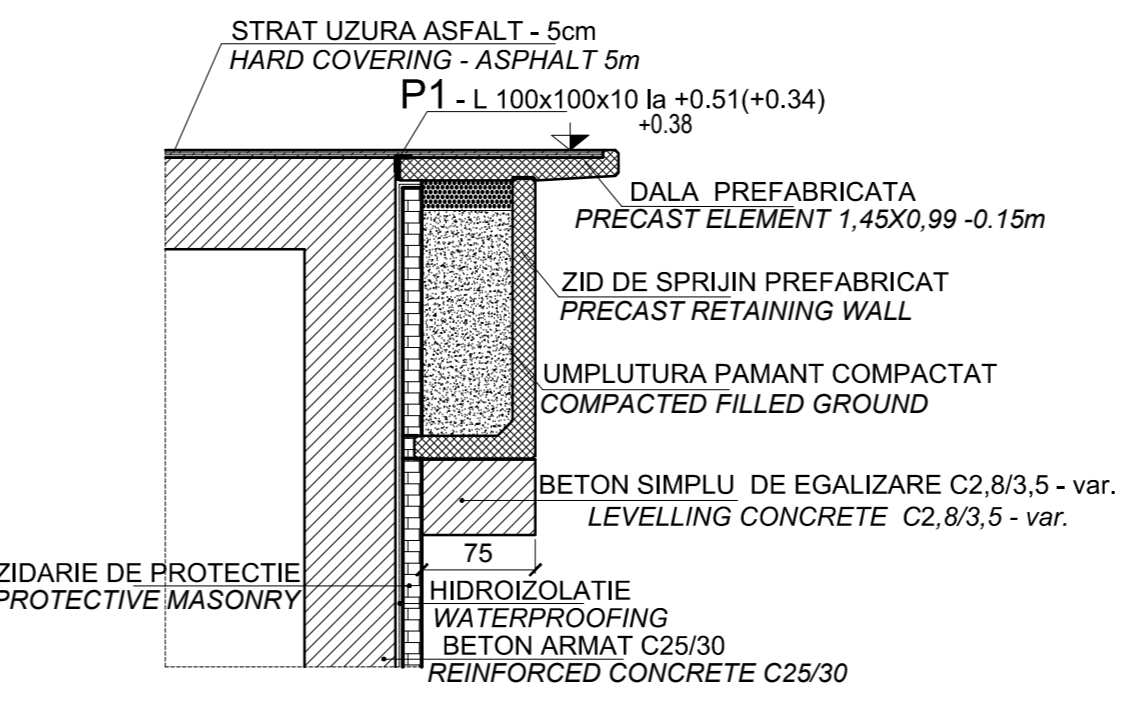 STRAT UZURA ASFALT - 5cm
HARD COVERING - ASPHALT 5m
P1 - L 100x100x10 la +0.51(+0.34)
+0.38
DALA PREFABRICATA
PRECAST ELEMENT 1,45X0,99 -0.15m
ZID DE SPRIJIN PREFABRICAT
PRECAST RETAINING WALL
UMPLUTURA PAMANT COMPACTAT
COMPACTED FILLED GROUND
BETON SIMPLU DE EGALIZARE C2,8/3,5 - var.
LEVELLING CONCRETE C2,8/3,5 - var.
75
ZIDARIE DE PROTECTIE
PROTECTIVE MASONRY
HIDROIZOLATIE
WATERPROOFING
BETON ARMAT C25/30
REINFORCED CONCRETE C25/30